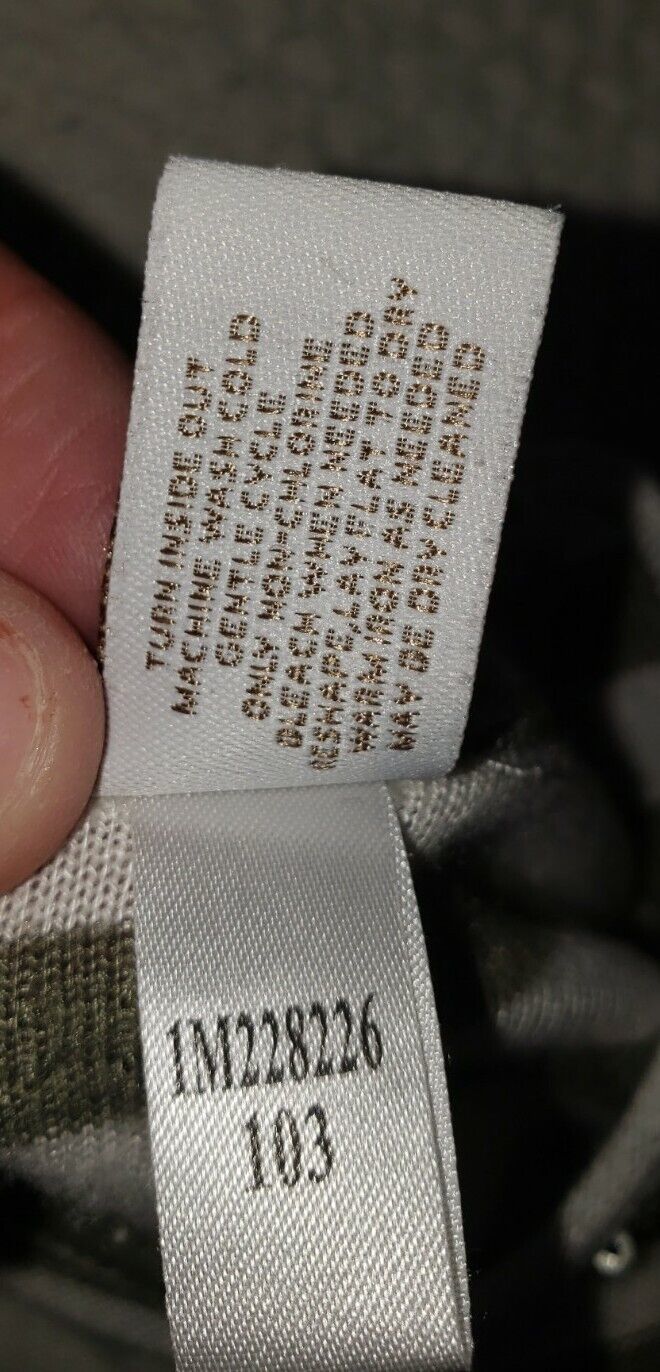 TURN INSIDE OUT
MACHINE WASH COLD
GENTLE CYCLE
ONLY NON-CHLORINE
BLEACH WHEN NEEDED
RESHAPE,LAY FLAT TO DRY
WARM IRON AS NEEDED
MAY BE DRY CLEANED
1M228226
103